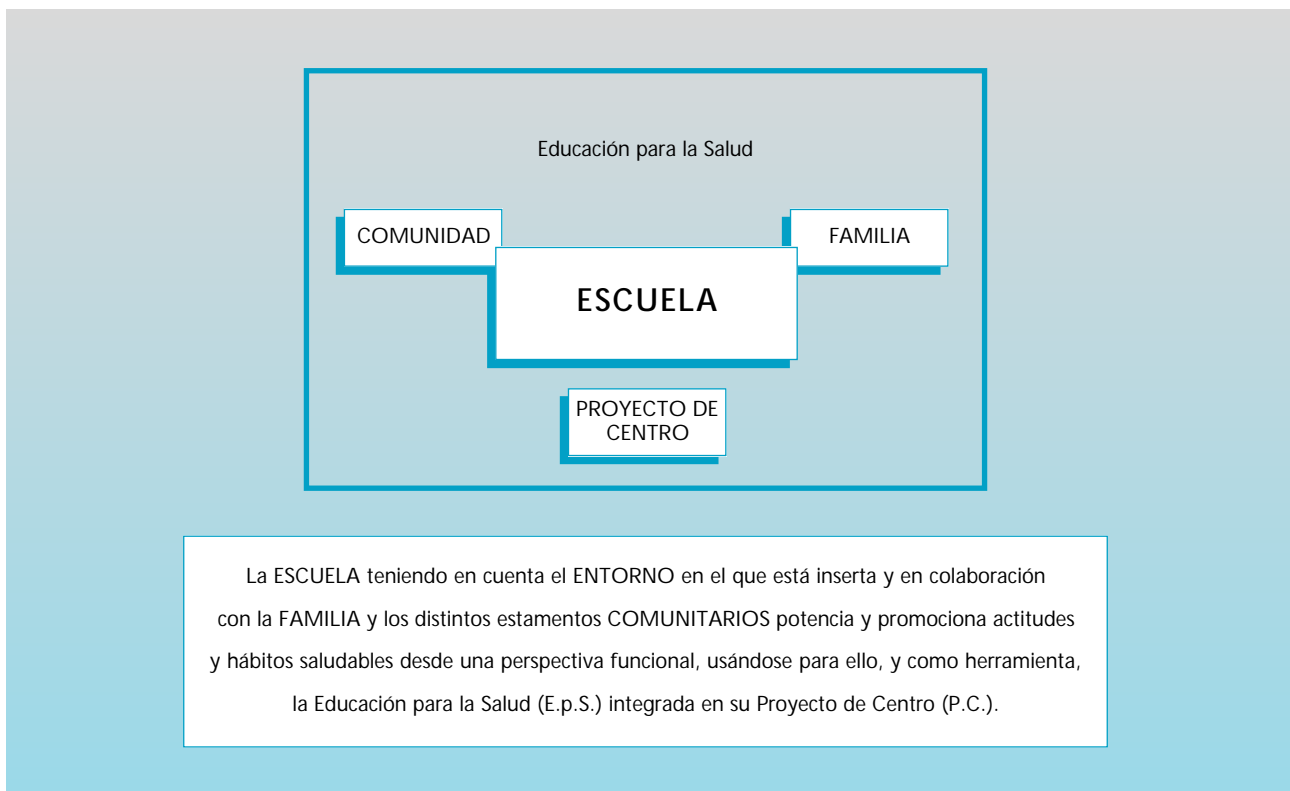 Educación para la Salud
COMUNIDAD
FAMILIA
ESCUELA
PROYECTO DE
CENTRO
La ESCUELA teniendo en cuenta el ENTORNO en el que está inserta y en colaboración
con la FAMILIA y los distintos estamentos COMUNITARIOS potencia y promociona actitudes
y hábitos saludables desde una perspectiva funcional, usándose para ello, y como herramienta,
la Educación para la Salud (E.p.S.) integrada en su Proyecto de Centro (P.C.).